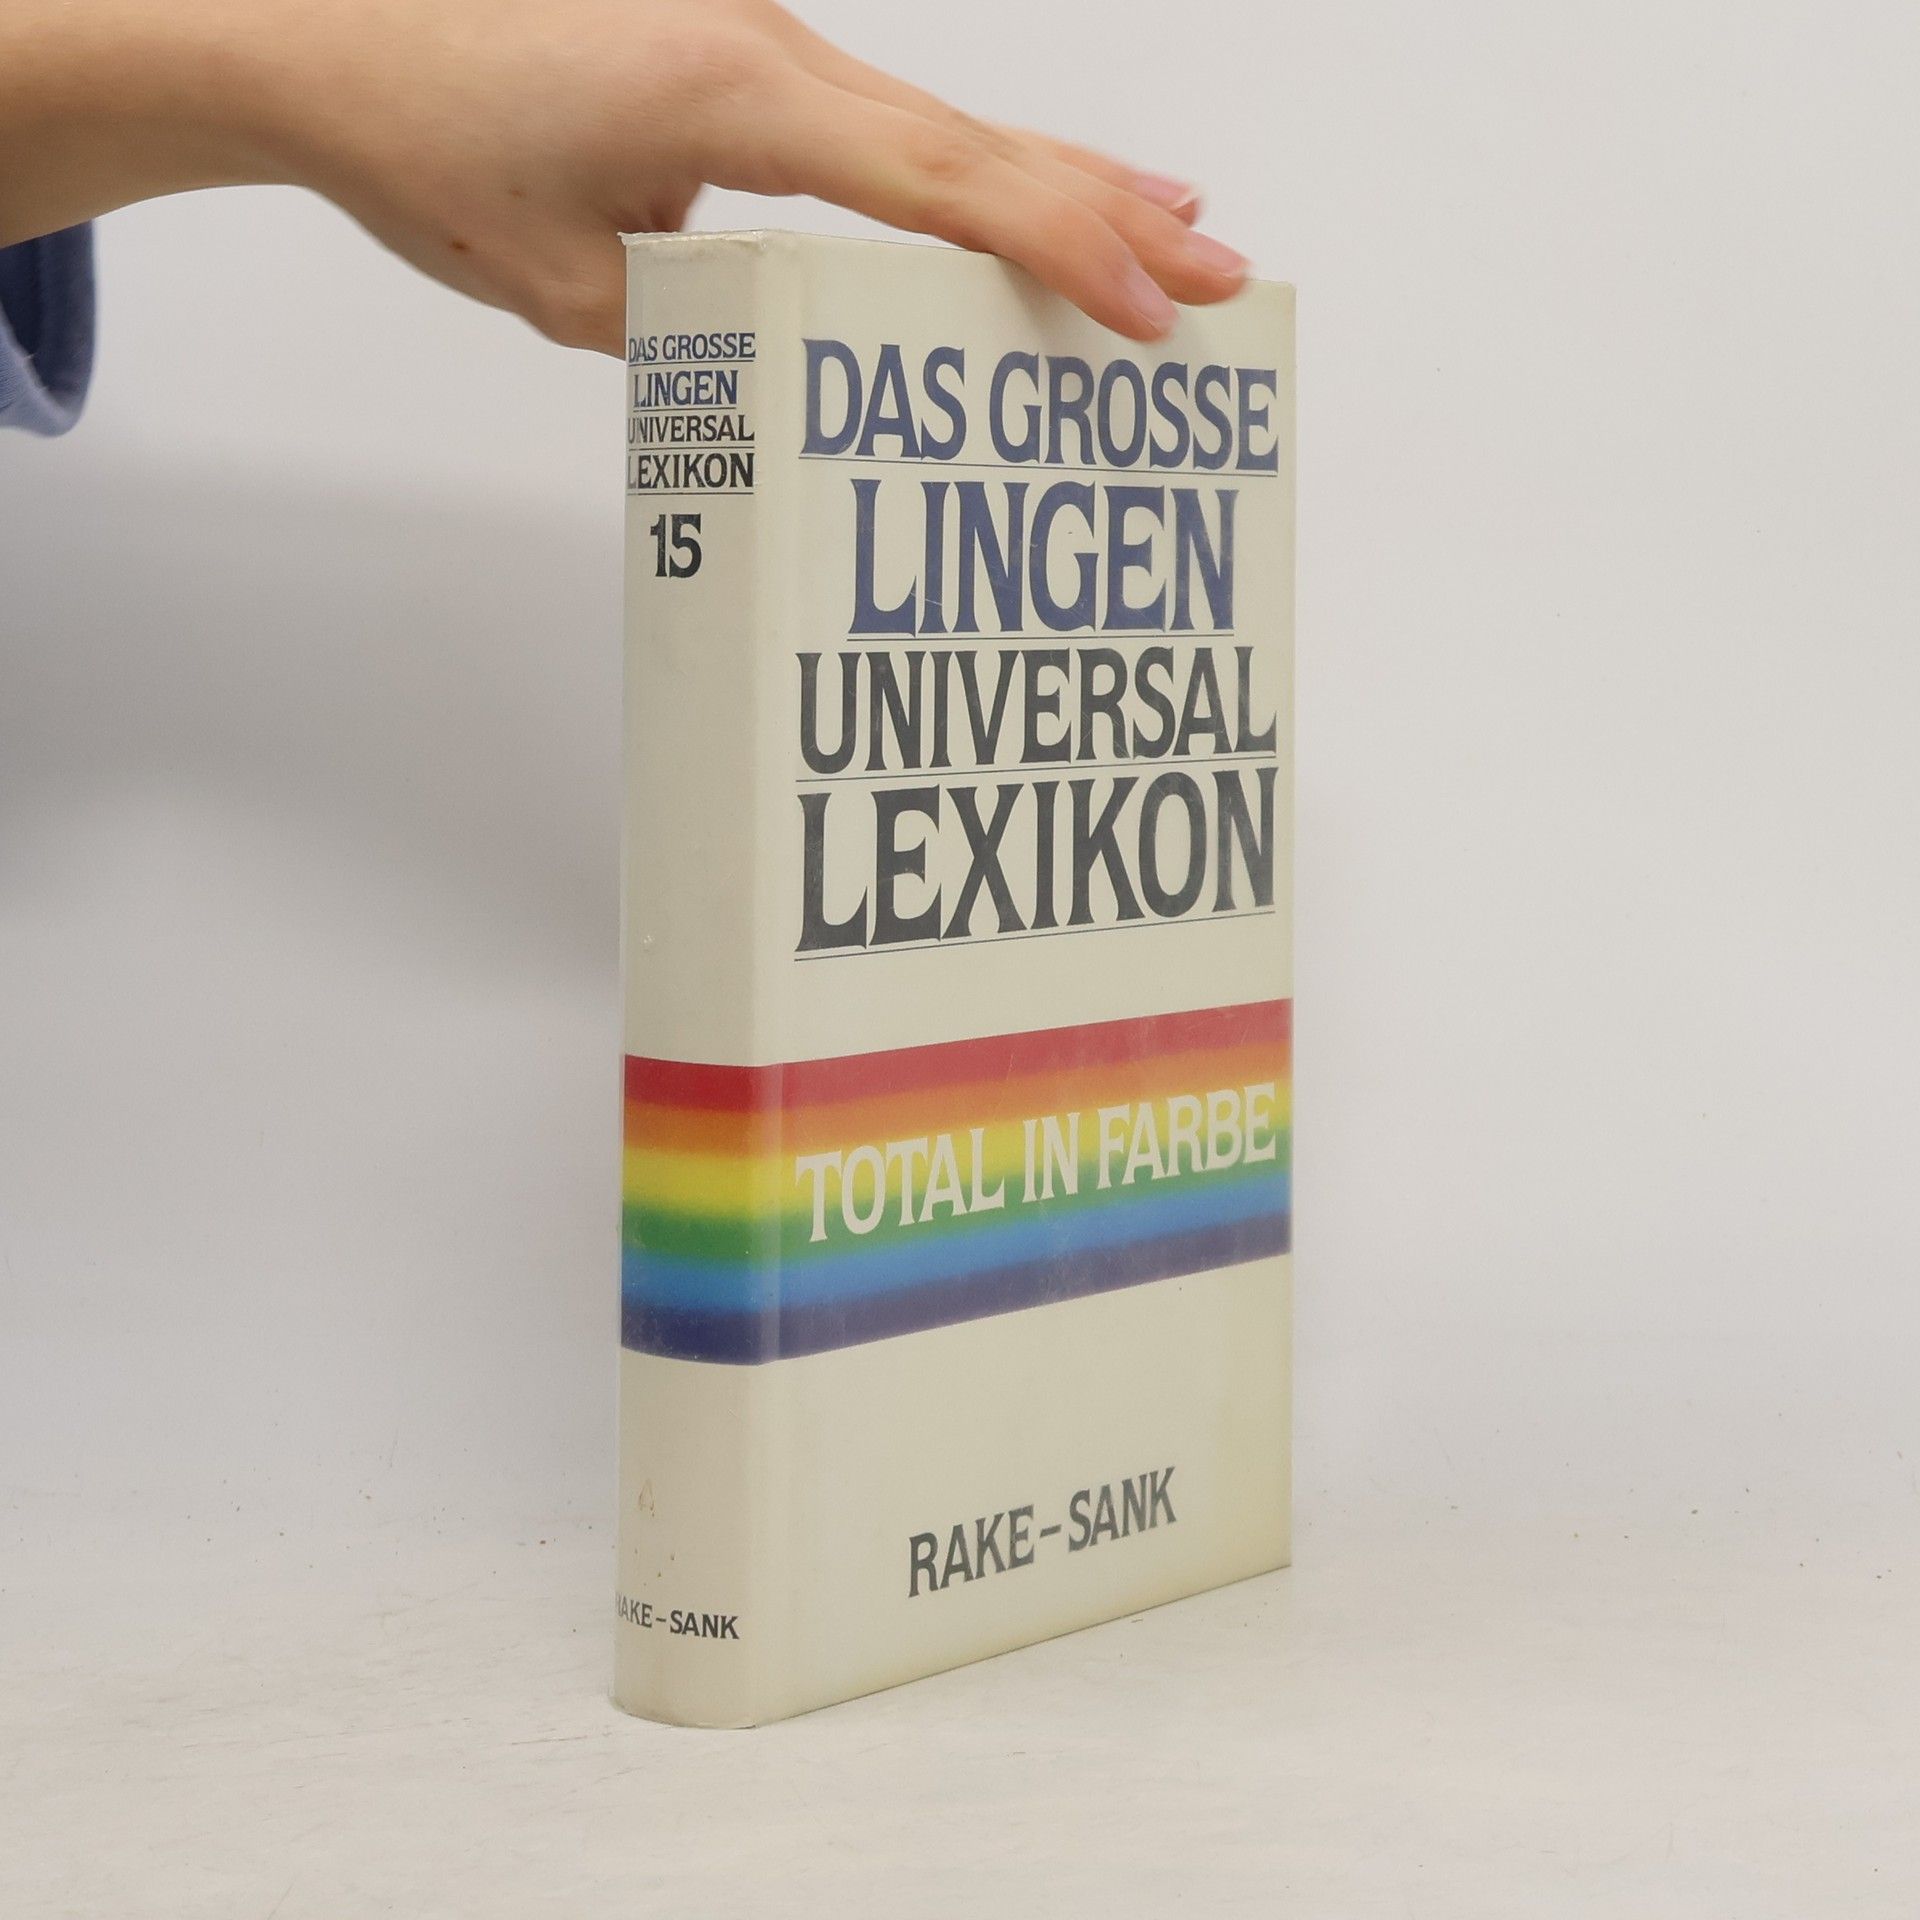 DAS GROSSE
LINGEN
UNIVERSAL
LEXIKON
15
RAKE–SANK
DAS GROSSE
LINGEN
UNIVERSAL
LEXIKON
TOTAL IN FARBE
RAKE–SANK